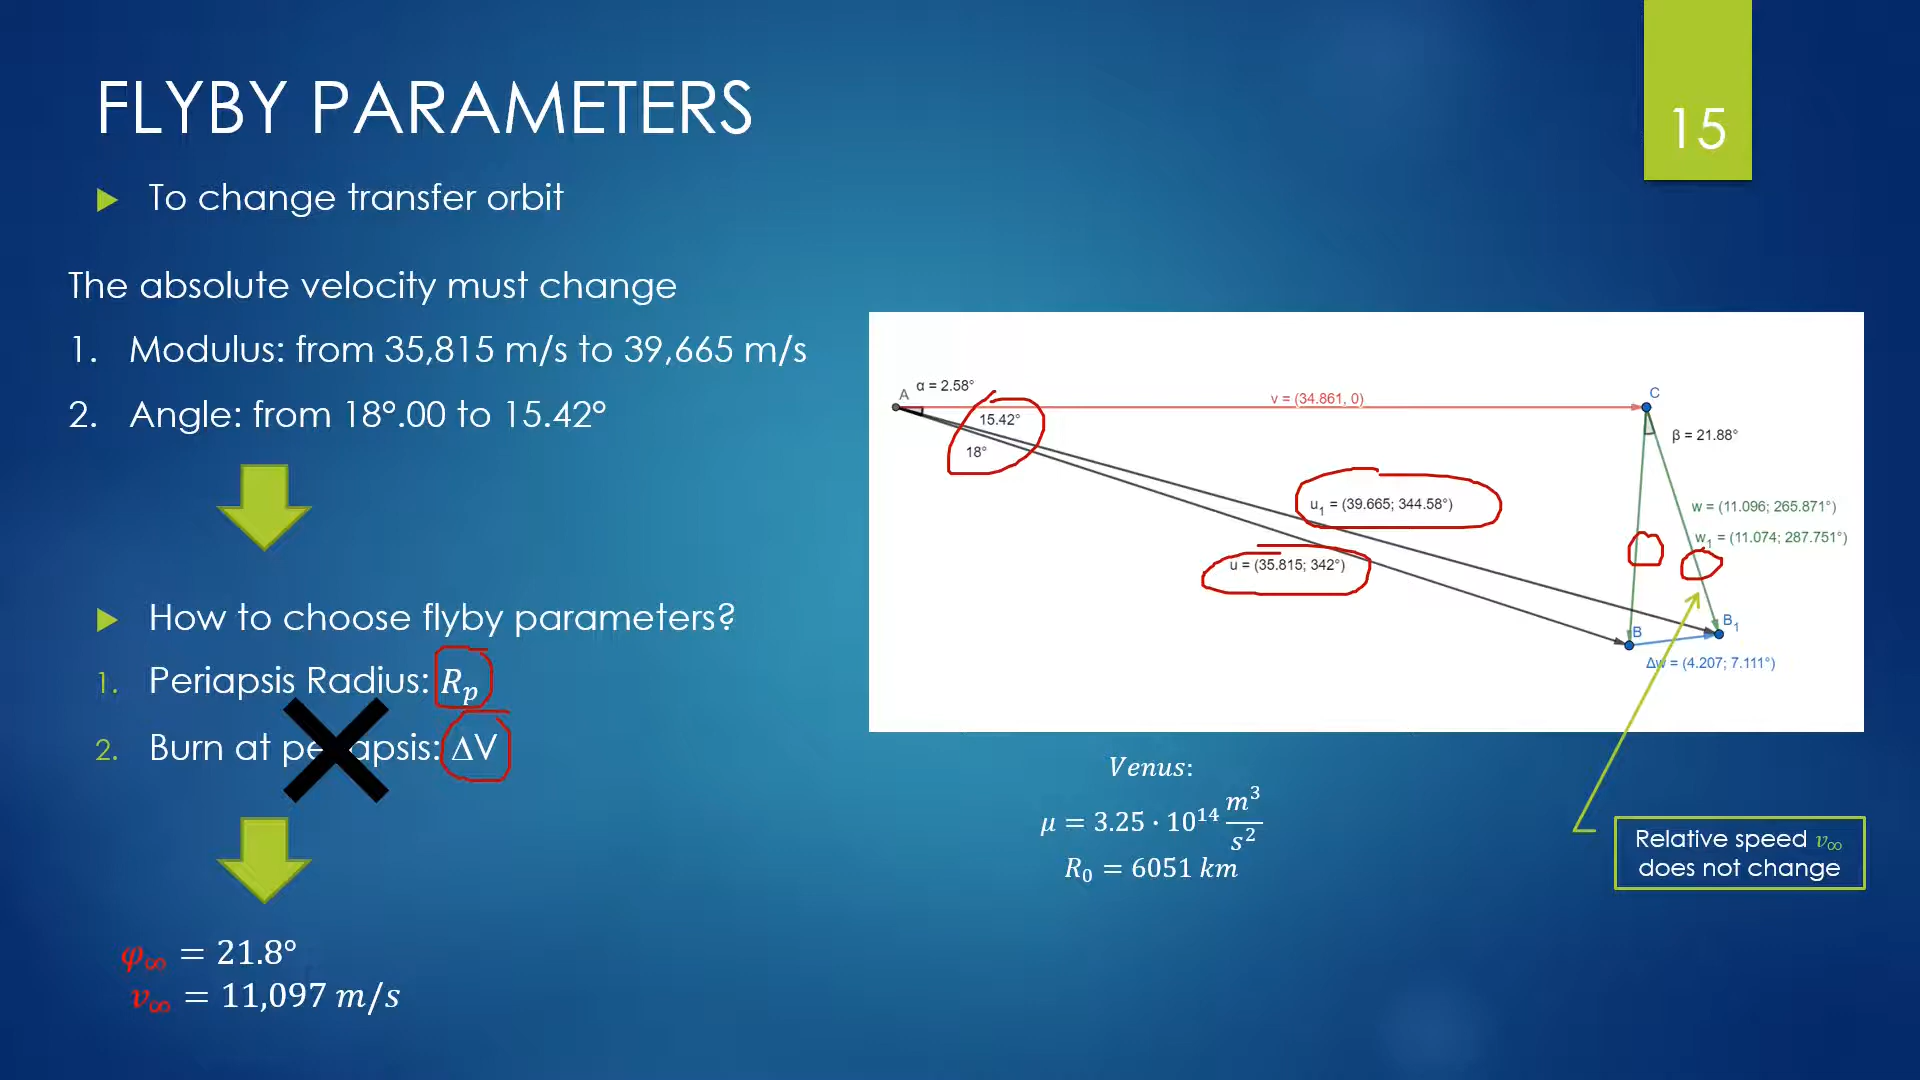 FLYBY PARAMETERS
15
To change transfer orbit
The absolute velocity must change
1. Modulus: from 35,815 m/s to 39,665 m/s
2. Angle: from 18°.00 to 15.42°
How to choose flyby parameters?
1. Periapsis Radius: R_p
2. Burn at periapsis: ΔV
φ_∞ = 21.8°
v_∞ = 11,097 m/s
A
α = 2.58°
15.42°
18°
v = (34.861, 0)
C
β = 21.88°
u₁ = (39.665; 344.58°)
u = (35.815; 342°)
w = (11.096; 265.871°)
w₁ = (11.074; 287.751°)
B
B₁
Δw = (4.207; 7.111°)
Venus:
μ = 3.25 · 10¹⁴ m³/s²
R₀ = 6051 km
Relative speed v_∞
does not change